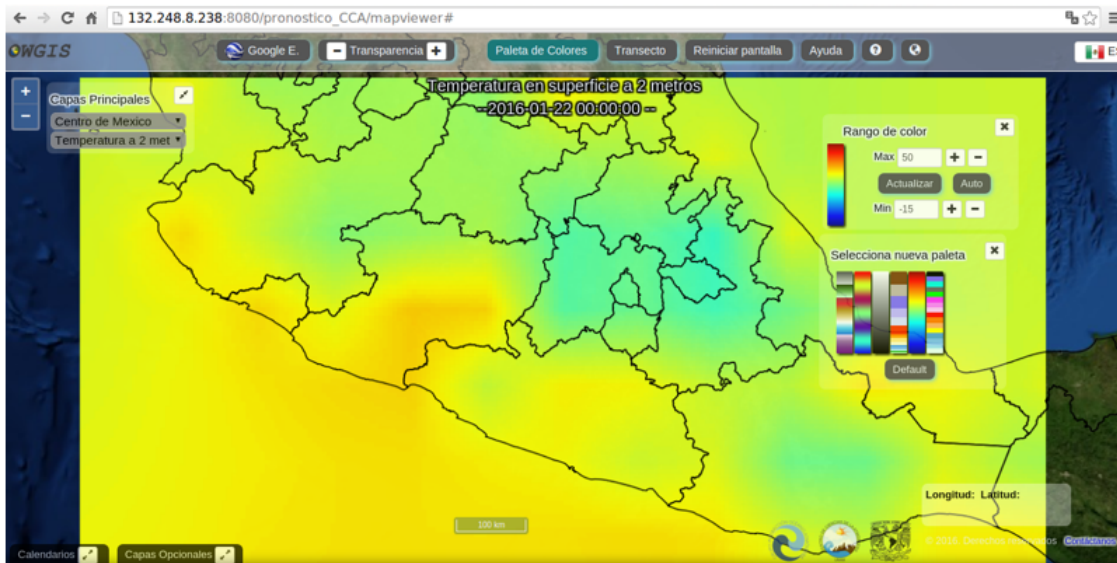 132.248.8.238:8080/pronostico_CCA/mapviewer#
OWGIS
Google E.
- Transparencia +
Paleta de Colores
Transecto
Reiniciar pantalla
Ayuda
?
+
-
Capas Principales
Centro de Mexico
Temperatura a 2 met
Temperatura en superficie a 2 metros
--2016-01-22 00:00:00 --
Rango de color
Max 50 + -
Actualizar Auto
Min -15 + -
Selecciona nueva paleta
Default
Longitud: Latitud:
100 km
Calendarios
Capas Opcionales
© 2016, Derechos reservados Contáctanos